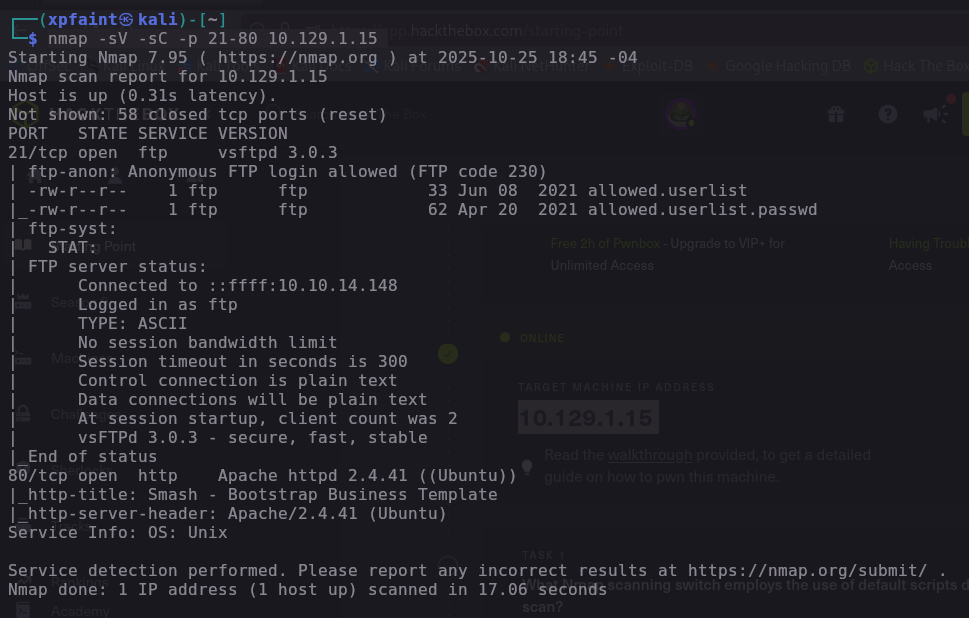 ┌──(xpfaint㉿kali)-[~]
└─$ nmap -sV -sC -p 21-80 10.129.1.15
Starting Nmap 7.95 ( https://nmap.org ) at 2025-10-25 18:45 -04
Nmap scan report for 10.129.1.15
Host is up (0.31s latency).
Not shown: 58 closed tcp ports (reset)
PORT   STATE SERVICE VERSION
21/tcp open  ftp     vsftpd 3.0.3
| ftp-anon: Anonymous FTP login allowed (FTP code 230)
| -rw-r--r--    1 ftp      ftp            33 Jun 08  2021 allowed.userlist
|_-rw-r--r--    1 ftp      ftp            62 Apr 20  2021 allowed.userlist.passwd
| ftp-syst:
|   STAT:
| FTP server status:
|      Connected to ::ffff:10.10.14.148
|      Logged in as ftp
|      TYPE: ASCII
|      No session bandwidth limit
|      Session timeout in seconds is 300
|      Control connection is plain text
|      Data connections will be plain text
|      At session startup, client count was 2
|      vsFTPd 3.0.3 - secure, fast, stable
|_End of status
80/tcp open  http    Apache httpd 2.4.41 ((Ubuntu))
|_http-title: Smash - Bootstrap Business Template
|_http-server-header: Apache/2.4.41 (Ubuntu)
Service Info: OS: Unix
Service detection performed. Please report any incorrect results at https://nmap.org/submit/ .
Nmap done: 1 IP address (1 host up) scanned in 17.06 seconds
hackthebox.com/starting-point
Kali Forums
Kali NetHunter
Exploit-DB
Google Hacking DB
Hack The Box
Free 2h of Pwnbox - Upgrade to VIP+ for
Unlimited Access
Having Troub
Access
Point
ONLINE
TARGET MACHINE IP ADDRESS
10.129.1.15
Read the walkthrough provided, to get a detailed
guide on how to pwn this machine.
TASK 1
What Nmap scanning switch employs the use of default scripts d
scan?
Rankings
Academy